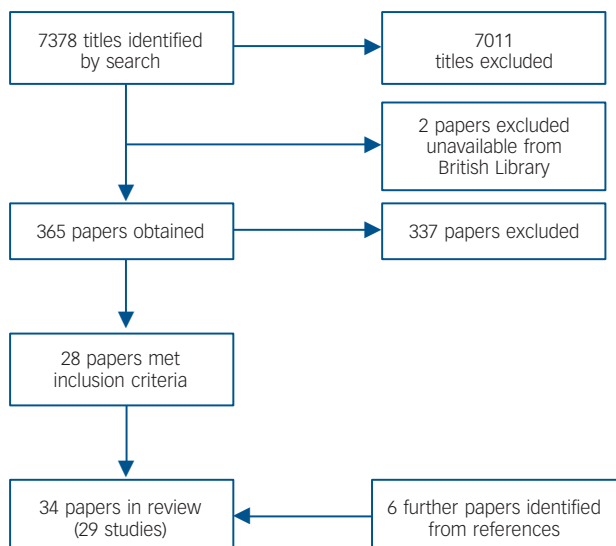 7378 titles identified
by search
7011
titles excluded
2 papers excluded
unavailable from
British Library
365 papers obtained
337 papers excluded
28 papers met
inclusion criteria
34 papers in review
(29 studies)
6 further papers identified
from references